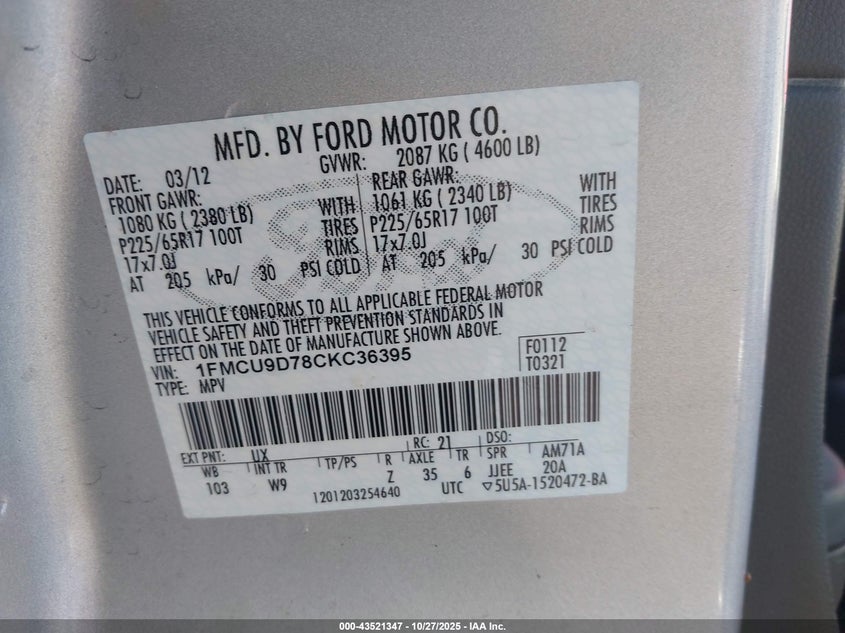 MFD. BY FORD MOTOR CO.
DATE: 03/12 GVWR: 2087 KG ( 4600 LB)
FRONT GAWR: REAR GAWR:
1080 KG ( 2380 LB) WITH 1061 KG ( 2340 LB) WITH
P225/65R17 100T TIRES P225/65R17 100T TIRES
17x7.0J RIMS 17x7.0J RIMS
AT 205 kPa/ 30 PSI COLD AT 205 kPa/ 30 PSI COLD
THIS VEHICLE CONFORMS TO ALL APPLICABLE FEDERAL MOTOR
VEHICLE SAFETY AND THEFT PREVENTION STANDARDS IN
EFFECT ON THE DATE OF MANUFACTURE SHOWN ABOVE.
VIN: 1FMCU9D78CKC36395 F0112
TYPE: MPV T0321
EXT PNT: UX RC: 21 DSO:
WB INT TR TP/PS R AXLE TR SPR AM71A
103 W9 Z 35 6 JJEE 20A
1201203254640 UTC ▽5U5A-1520472-BA
Ford
000-43521347 - 10/27/2025 - IAA Inc.